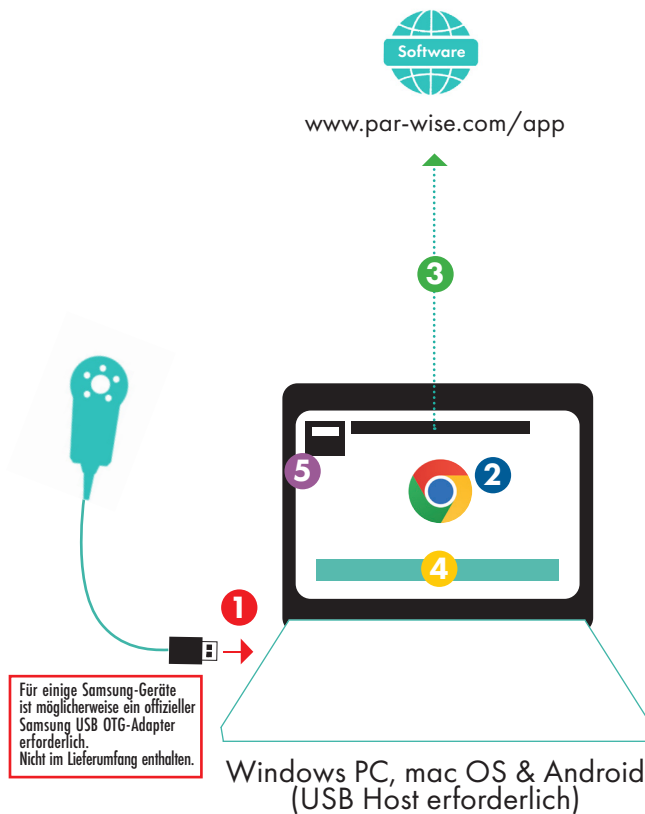 Software
www.par-wise.com/app
3
5
2
4
1
Für einige Samsung-Geräte
ist möglicherweise ein offizieller
Samsung USB OTG-Adapter
erforderlich.
Nicht im Lieferumfang enthalten.
Windows PC, mac OS & Android
(USB Host erforderlich)